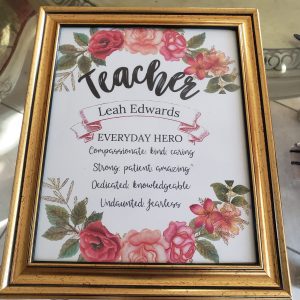 Teacher
Leah Edwards
EVERYDAY HERO
Compassionate, kind, caring
Strong, patient, amazing
Dedicated, knowledgeable
Undaunted, fearless